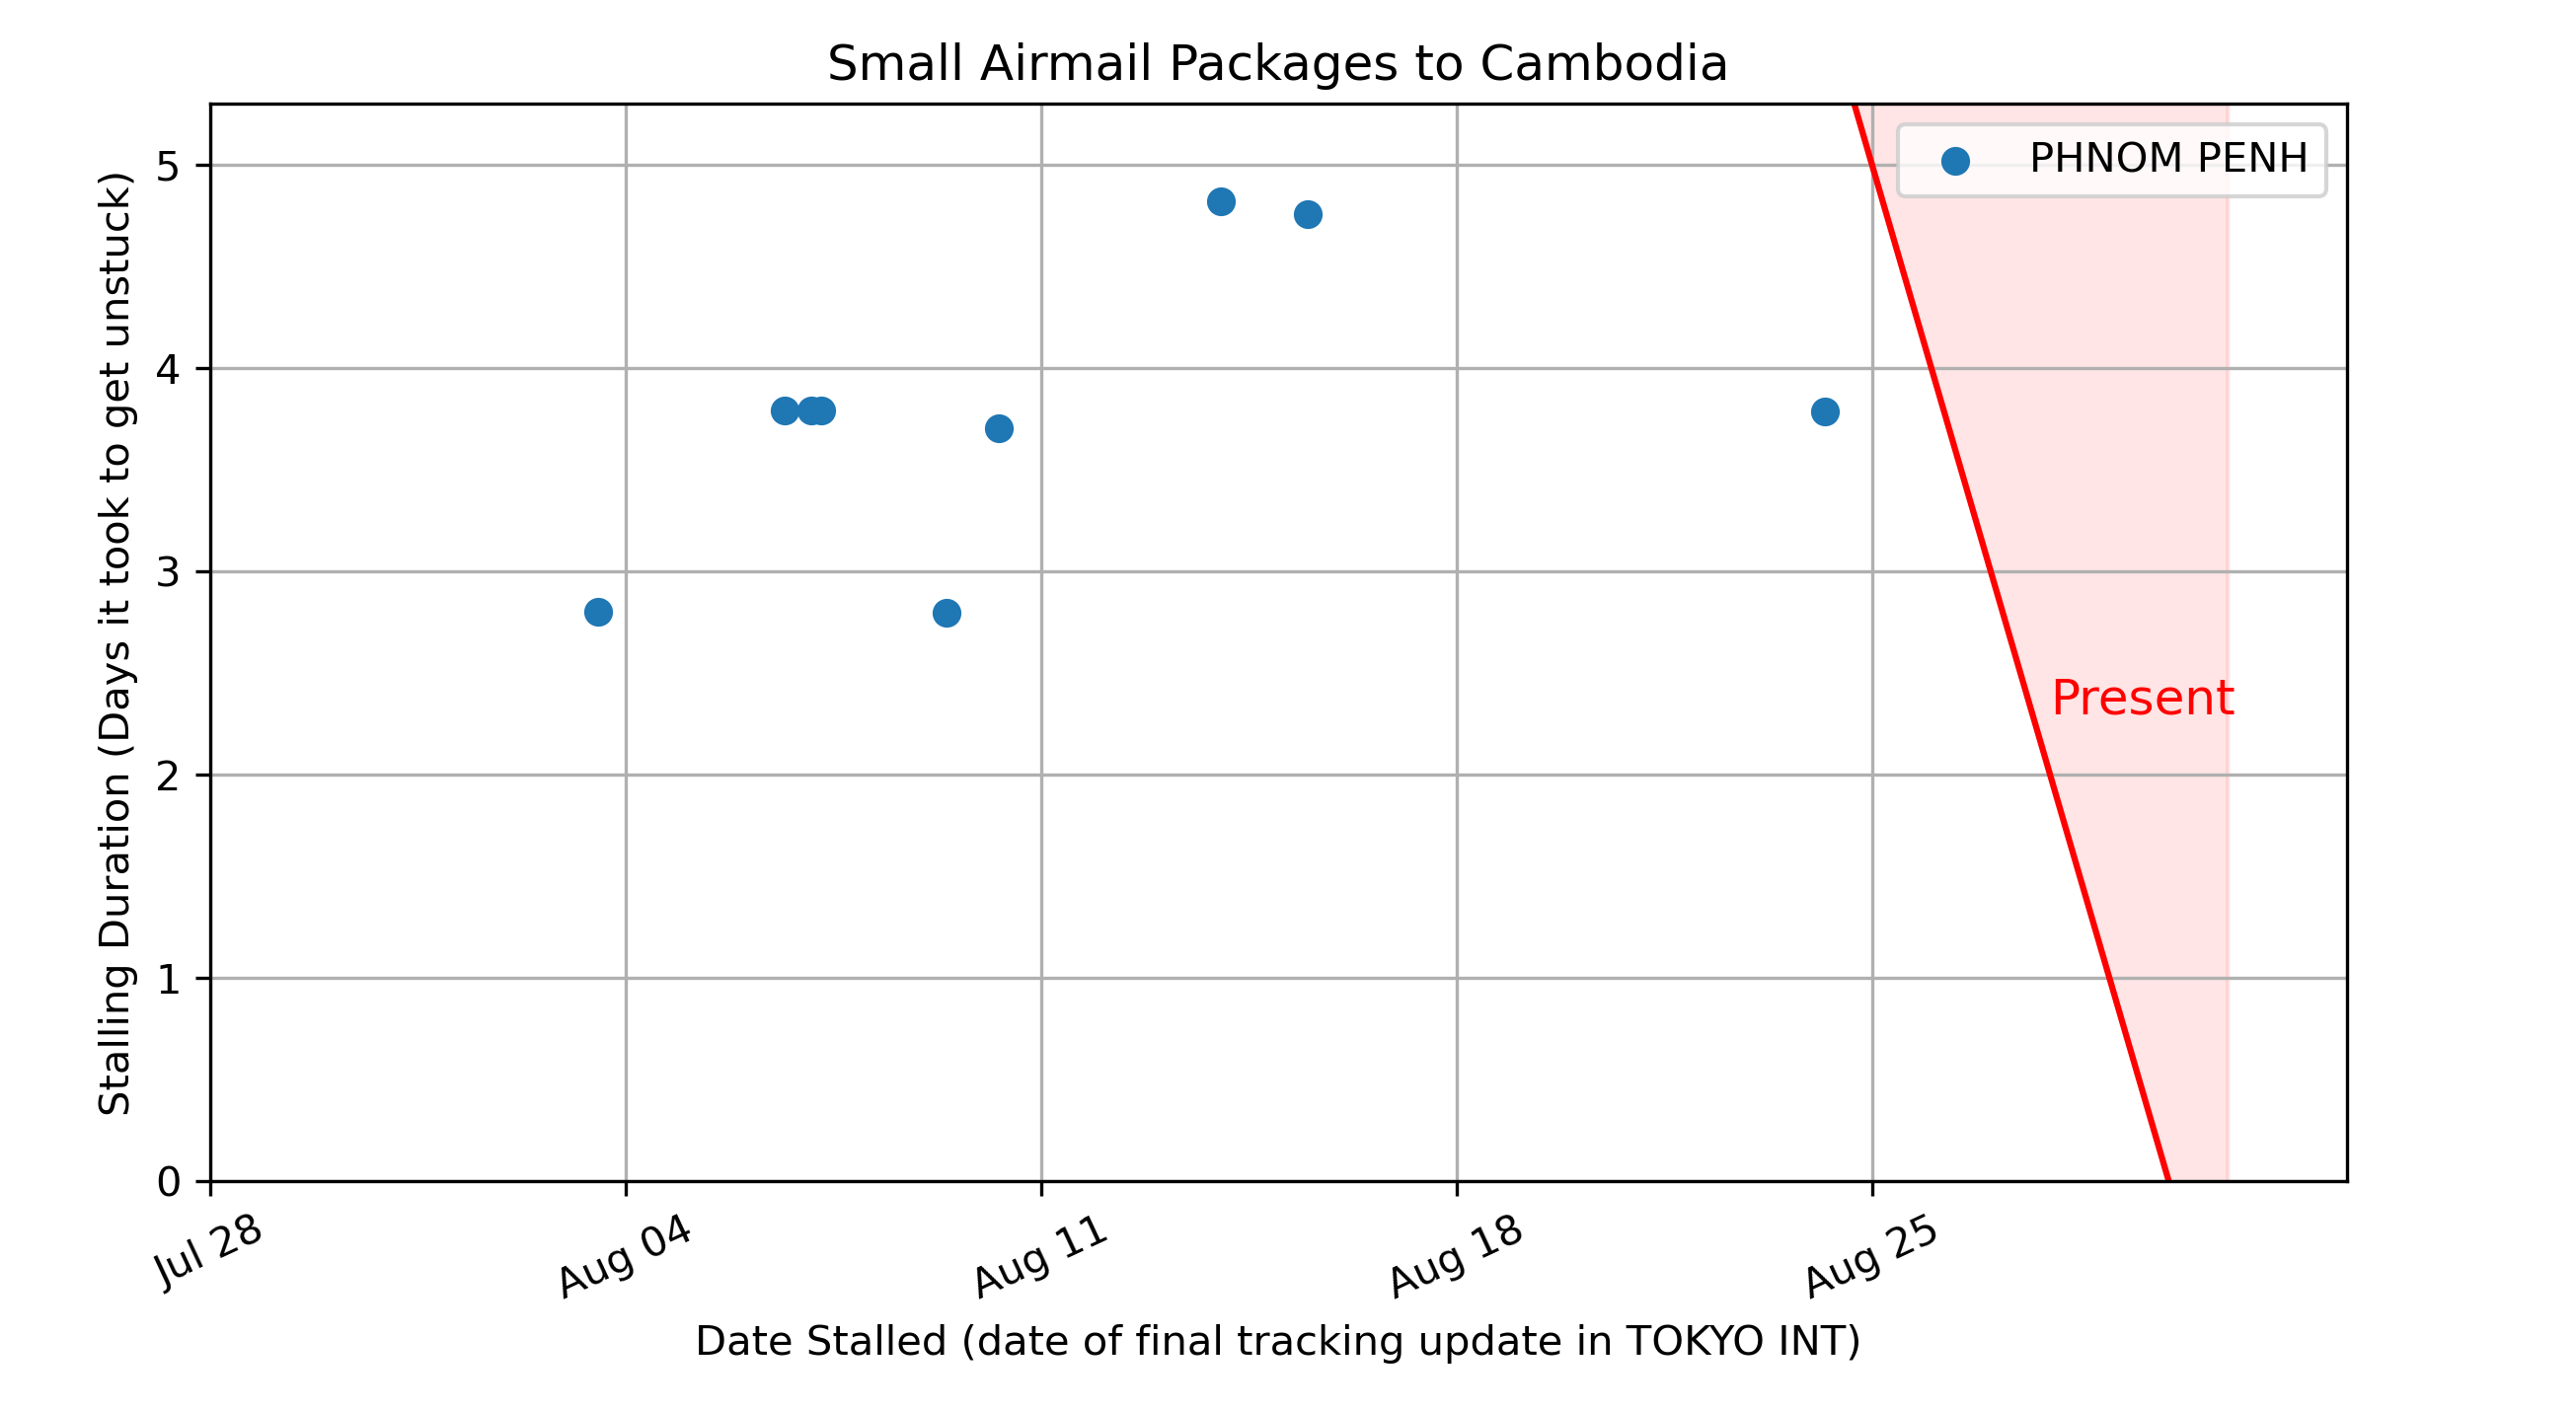 Small Airmail Packages to Cambodia
PHNOM PENH
Stalling Duration (Days it took to get unstuck)
5
4
3
2
1
0
Present
Jul 28
Aug 04
Aug 11
Aug 18
Aug 25
Date Stalled (date of final tracking update in TOKYO INT)